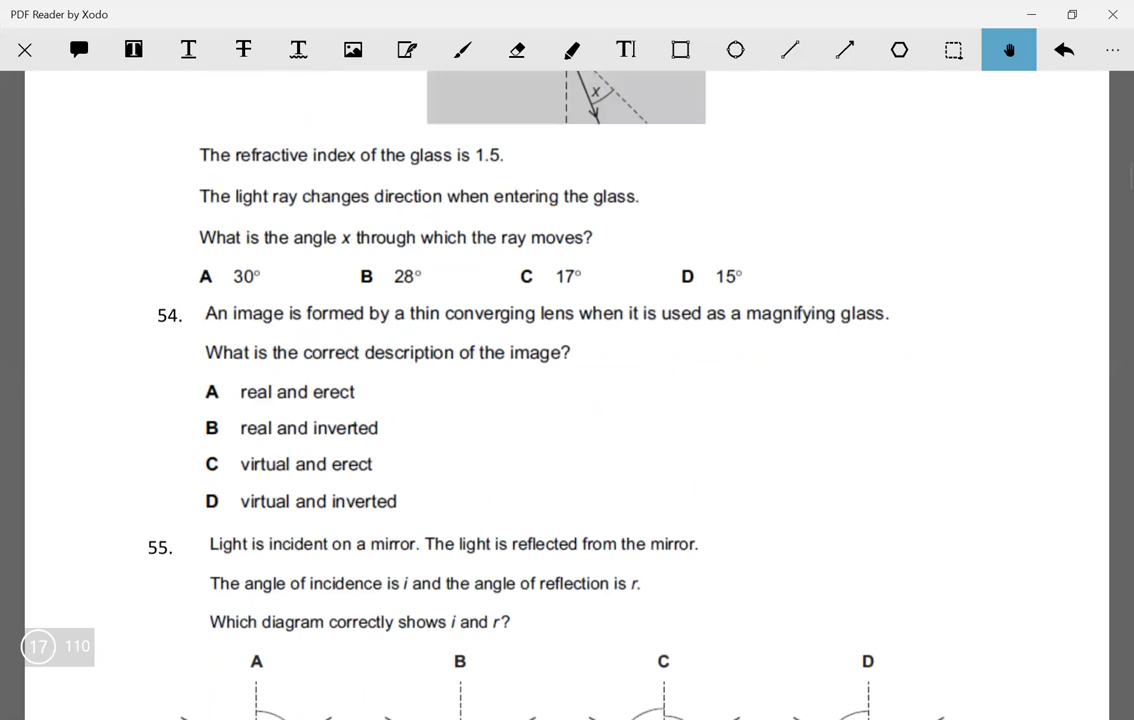 PDF Reader by Xodo
T T T T TI
x
The refractive index of the glass is 1.5.
The light ray changes direction when entering the glass.
What is the angle x through which the ray moves?
A 30° B 28° C 17° D 15°
54. An image is formed by a thin converging lens when it is used as a magnifying glass.
What is the correct description of the image?
A real and erect
B real and inverted
C virtual and erect
D virtual and inverted
55. Light is incident on a mirror. The light is reflected from the mirror.
The angle of incidence is i and the angle of reflection is r.
Which diagram correctly shows i and r?
17 110
A B C D